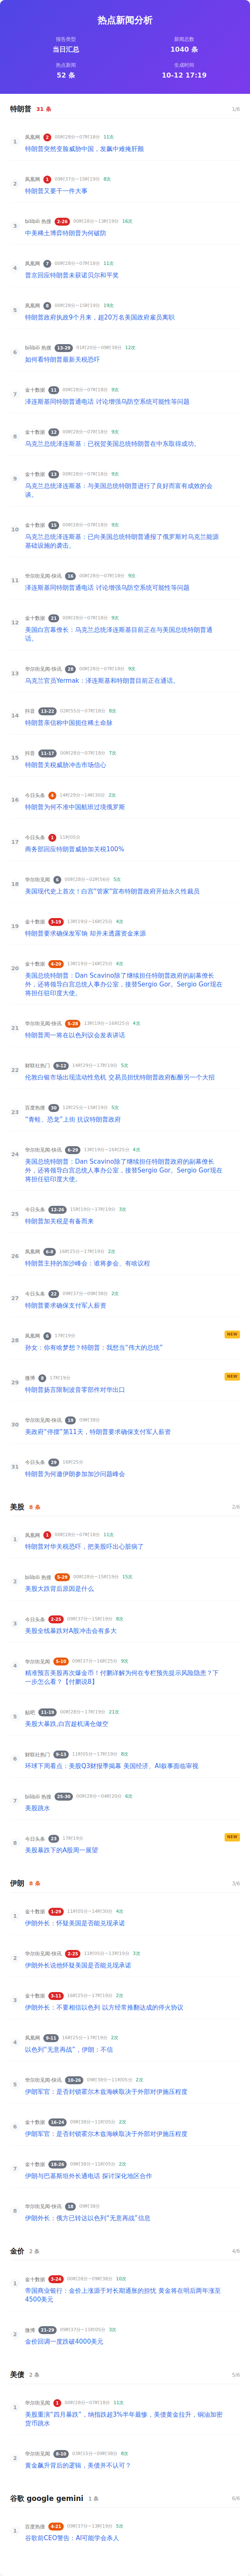 热点新闻分析
报告类型
当日汇总
新闻总数
1040 条
热点新闻
52 条
生成时间
10-12 17:19
特朗普 31 条 1/6
1 凤凰网 2 00时28分~07时18分 11次
特朗普突然变脸威胁中国，发飙中难掩肝颤
2 凤凰网 1 09时37分~15时19分 8次
特朗普又要干一件大事
3 bilibili 热搜 2-26 00时28分~13时19分 16次
中美稀土博弈特朗普为何破防
4 凤凰网 7 00时28分~07时18分 11次
普京回应特朗普未获诺贝尔和平奖
5 凤凰网 8 00时28分~15时19分 19次
特朗普政府执政9个月来，超20万名美国政府雇员离职
6 bilibili 热搜 13-29 01时20分~09时38分 12次
如何看特朗普最新关税恐吓
7 金十数据 11 00时28分~07时18分 9次
泽连斯基同特朗普通电话 讨论增强乌防空系统可能性等问题
8 金十数据 12 00时28分~07时18分 9次
乌克兰总统泽连斯基：已祝贺美国总统特朗普在中东取得成功。
9 金十数据 13 00时28分~07时18分 9次
乌克兰总统泽连斯基：与美国总统特朗普进行了良好而富有成效的会
谈。
10 金十数据 15 00时28分~07时18分 9次
乌克兰总统泽连斯基：已向美国总统特朗普通报了俄罗斯对乌克兰能源
基础设施的袭击。
11 华尔街见闻-快讯 16 00时28分~07时18分 9次
泽连斯基同特朗普通电话 讨论增强乌防空系统可能性等问题
12 金十数据 21 00时28分~07时18分 9次
美国白宫幕僚长：乌克兰总统泽连斯基目前正在与美国总统特朗普通
话。
13 华尔街见闻-快讯 29 00时28分~07时18分 9次
乌克兰官员Yermak：泽连斯基和特朗普目前正在通话。
14 抖音 13-22 02时55分~07时18分 8次
特朗普亲信称中国扼住稀土命脉
15 抖音 11-17 00时28分~07时18分 7次
特朗普关税威胁冲击市场信心
16 今日头条 4 14时29分~14时30分 2次
特朗普为何不准中国航班过境俄罗斯
17 今日头条 1 11时05分
商务部回应特朗普威胁加关税100%
18 华尔街见闻 6 00时28分~02时56分 5次
美国现代史上首次！白宫“管家”宣布特朗普政府开始永久性裁员
19 金十数据 3-19 13时19分~16时25分 4次
特朗普要求确保发军饷 却并未透露资金来源
20 金十数据 4-20 13时19分~16时25分 4次
美国总统特朗普：Dan Scavino除了继续担任特朗普政府的副幕僚长
外，还将领导白宫总统人事办公室，接替Sergio Gor。Sergio Gor现在
将担任驻印度大使。
21 华尔街见闻-快讯 5-28 13时19分~16时25分 4次
特朗普周一将在以色列议会发表讲话
22 财联社热门 9-12 14时29分~17时19分 5次
伦敦白银市场出现流动性危机 交易员担忧特朗普政府酝酿另一个大招
23 百度热搜 30 12时25分~15时19分 5次
“青蛙、恐龙”上街 抗议特朗普政府
24 华尔街见闻-快讯 6-29 13时19分~16时25分 4次
美国总统特朗普：Dan Scavino除了继续担任特朗普政府的副幕僚长
外，还将领导白宫总统人事办公室，接替Sergio Gor。Sergio Gor现在
将担任驻印度大使。
25 今日头条 12-26 15时19分~17时19分 3次
特朗普加关税是有备而来
26 凤凰网 6-8 16时25分~17时19分 2次
特朗普主持的加沙峰会：谁将参会、有啥议程
27 今日头条 22 09时37分~09时38分 2次
特朗普要求确保支付军人薪资
28 凤凰网 6 17时19分 NEW
孙女：你有啥梦想？特朗普：我想当“伟大的总统”
29 微博 8 17时19分 NEW
特朗普扬言限制波音零部件对华出口
30 华尔街见闻-快讯 19 09时38分
美政府“停摆”第11天，特朗普要求确保支付军人薪资
31 今日头条 29 16时25分
特朗普为何邀伊朗参加加沙问题峰会
美股 8 条 2/6
1 凤凰网 1 00时28分~07时18分 11次
特朗普对华关税恐吓，把美股吓出心脏病了
2 bilibili 热搜 5-29 00时28分~15时19分 15次
美股大跌背后原因是什么
3 今日头条 2-25 09时37分~15时19分 8次
美股全线暴跌对A股冲击会有多大
4 华尔街见闻 5-10 09时37分~16时25分 9次
精准预言美股再次爆金币！付鹏详解为何在专栏预先提示风险隐患？下
一步怎么看？【付鹏说8】
5 贴吧 11-19 00时28分~17时19分 21次
美股大暴跌,白宫趁机满仓做空
6 财联社热门 9-13 11时05分~17时19分 8次
环球下周看点：美股Q3财报季揭幕 美国经济、AI叙事面临审视
7 bilibili 热搜 25-30 00时28分~04时20分 6次
美股跳水
8 今日头条 23 17时19分 NEW
美股暴跌下的A股周一展望
伊朗 8 条 3/6
1 金十数据 1-29 11时05分~14时30分 4次
伊朗外长：怀疑美国是否能兑现承诺
2 华尔街见闻-快讯 2-25 11时05分~13时19分 3次
伊朗外长说他怀疑美国是否能兑现承诺
3 金十数据 3-11 16时25分~17时19分 2次
伊朗外长：不要相信以色列 以方经常推翻达成的停火协议
4 凤凰网 9-11 16时25分~17时19分 2次
以色列“无意再战”，伊朗：不信
5 华尔街见闻-快讯 10-26 09时38分~11时05分 2次
伊朗军官：是否封锁霍尔木兹海峡取决于外部对伊施压程度
6 金十数据 16-24 09时38分~11时05分 2次
伊朗军官：是否封锁霍尔木兹海峡取决于外部对伊施压程度
7 金十数据 18-26 09时38分~11时05分 2次
伊朗与巴基斯坦外长通电话 探讨深化地区合作
8 华尔街见闻-快讯 18 09时38分
伊朗外长：俄方已转达以色列“无意再战”信息
金价 2 条 4/6
1 金十数据 3-24 00时28分~09时38分 10次
帝国商业银行：金价上涨源于对长期通胀的担忧 黄金将在明后两年涨至
4500美元
2 微博 21-29 09时37分~11时05分 3次
金价回调一度跌破4000美元
美债 2 条 5/6
1 华尔街见闻 1 00时28分~07时18分 11次
美股重演“四月暴跌”，纳指跌超3%半年最惨，美债黄金拉升，铜油加密
货币跳水
2 华尔街见闻 8-10 02时55分~09时38分 8次
黄金飙升背后的逻辑，美债并不认可？
谷歌 google gemini 1 条 6/6
1 百度热搜 4-21 09时37分~13时19分 5次
谷歌前CEO警告：AI可能学会杀人